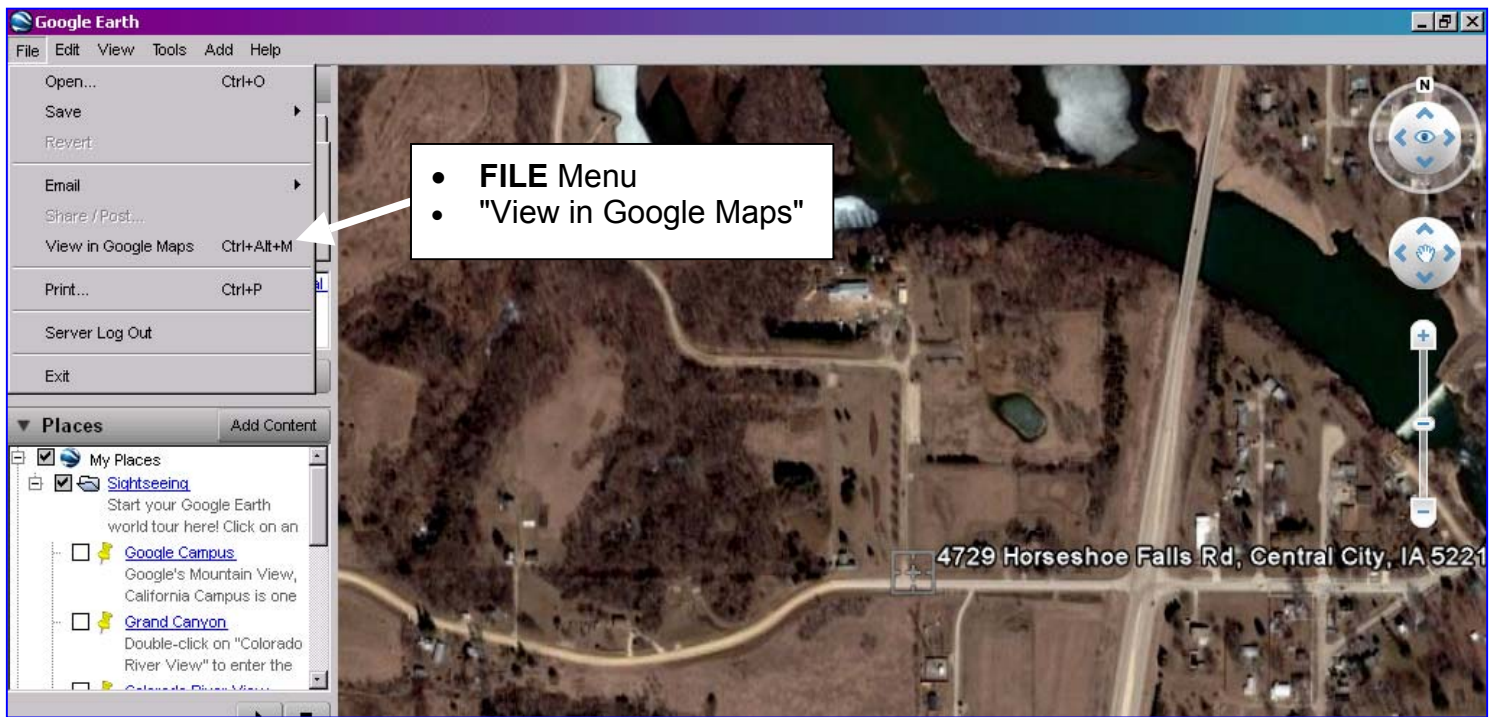 Google Earth
File Edit View Tools Add Help
Open... Ctrl+O
Save
Revert
Email
Share / Post...
View in Google Maps Ctrl+Alt+M
Print... Ctrl+P
Server Log Out
Exit
• FILE Menu
• "View in Google Maps"
N
Places Add Content
My Places
Sightseeing
Start your Google Earth
world tour here! Click on an
Google Campus
Google's Mountain View,
California Campus is one
Grand Canyon
Double-click on "Colorado
River View" to enter the
Colorado River View
4729 Horseshoe Falls Rd, Central City, IA 5221